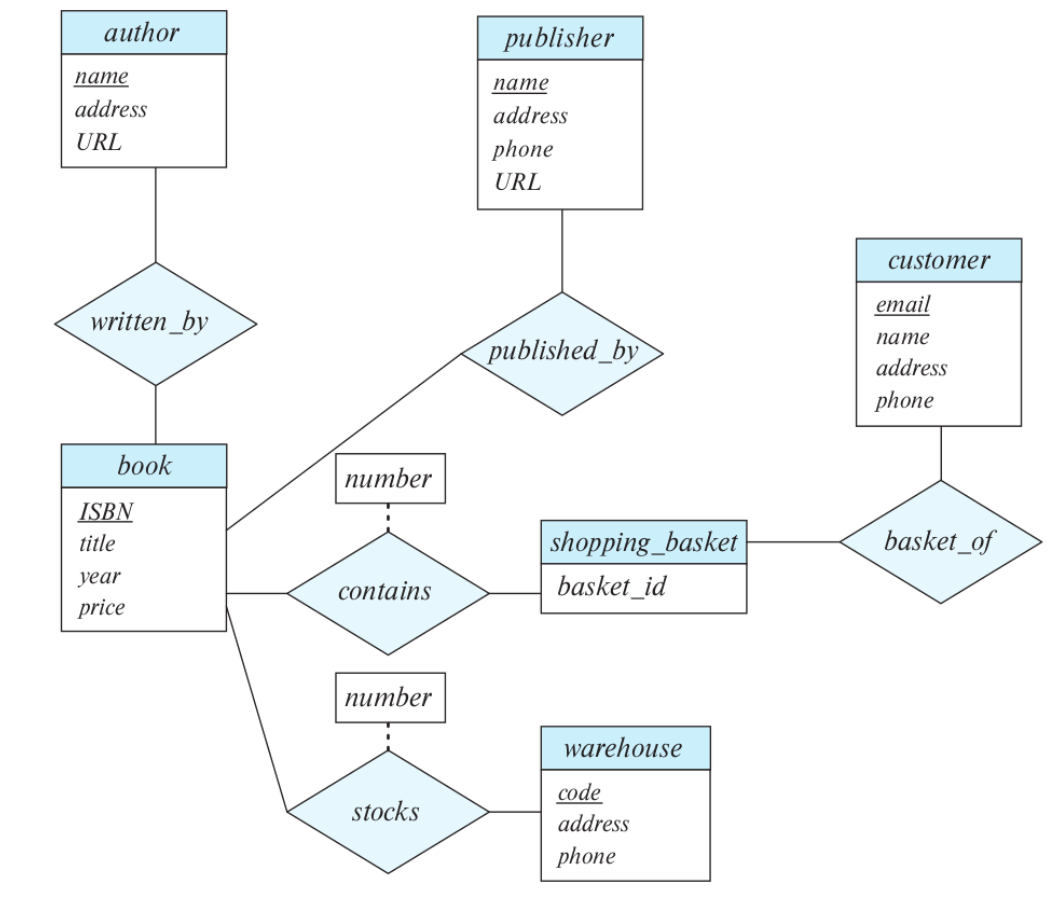 author
name
address
URL
publisher
name
address
phone
URL
customer
email
name
address
phone
written_by
published_by
book
ISBN
title
year
price
number
contains
shopping_basket
basket_id
basket_of
number
stocks
warehouse
code
address
phone